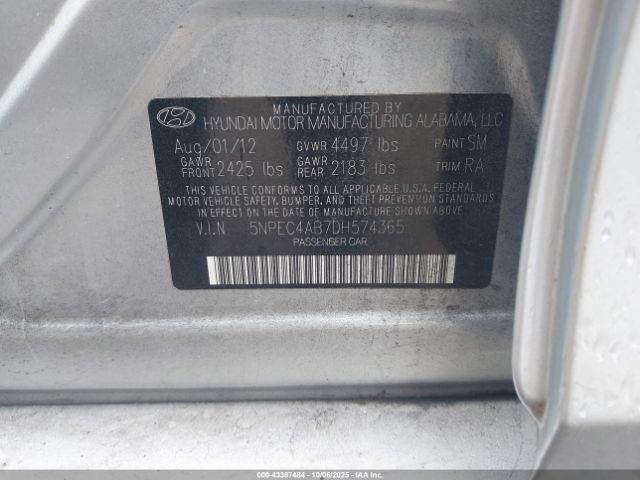 MANUFACTURED BY
HYUNDAI MOTOR MANUFACTURING ALABAMA, LLC
Aug/01/12 GVWR 4497 lbs PAINT SM
GAWR FRONT 2425 lbs GAWR REAR 2183 lbs TRIM RA
THIS VEHICLE CONFORMS TO ALL APPLICABLE U.S.A. FEDERAL
MOTOR VEHICLE SAFETY, BUMPER, AND THEFT PREVENTION STANDARDS
IN EFFECT ON THE DATE OF MANUFACTURE SHOWN ABOVE.
V.I.N 5NPEC4AB7DH574365
PASSENGER CAR
000-43387484 - 10/06/2025 - IAAI.COM